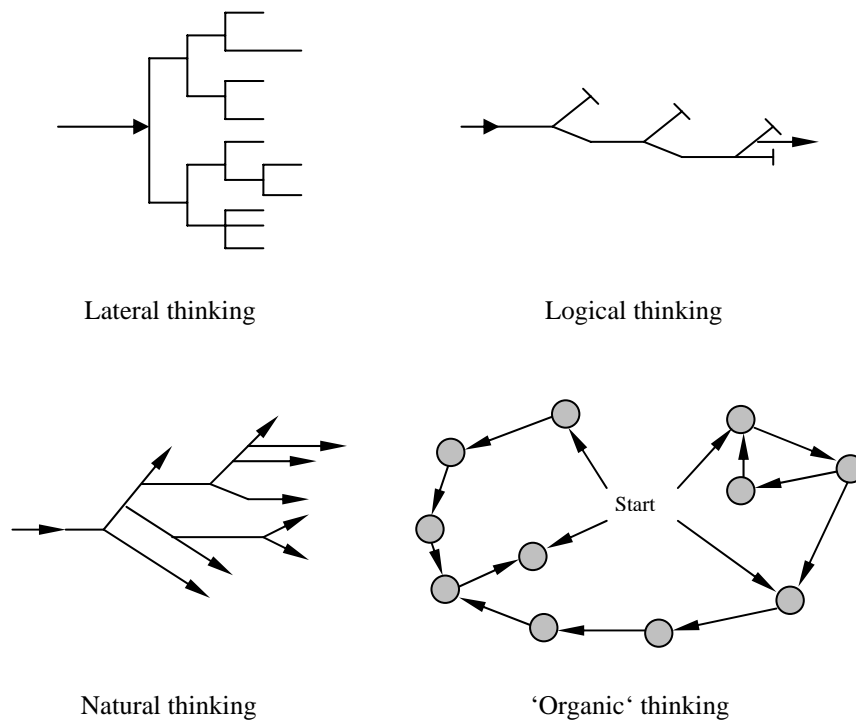 Lateral thinking
Logical thinking
Start
Natural thinking
‘Organic‘ thinking